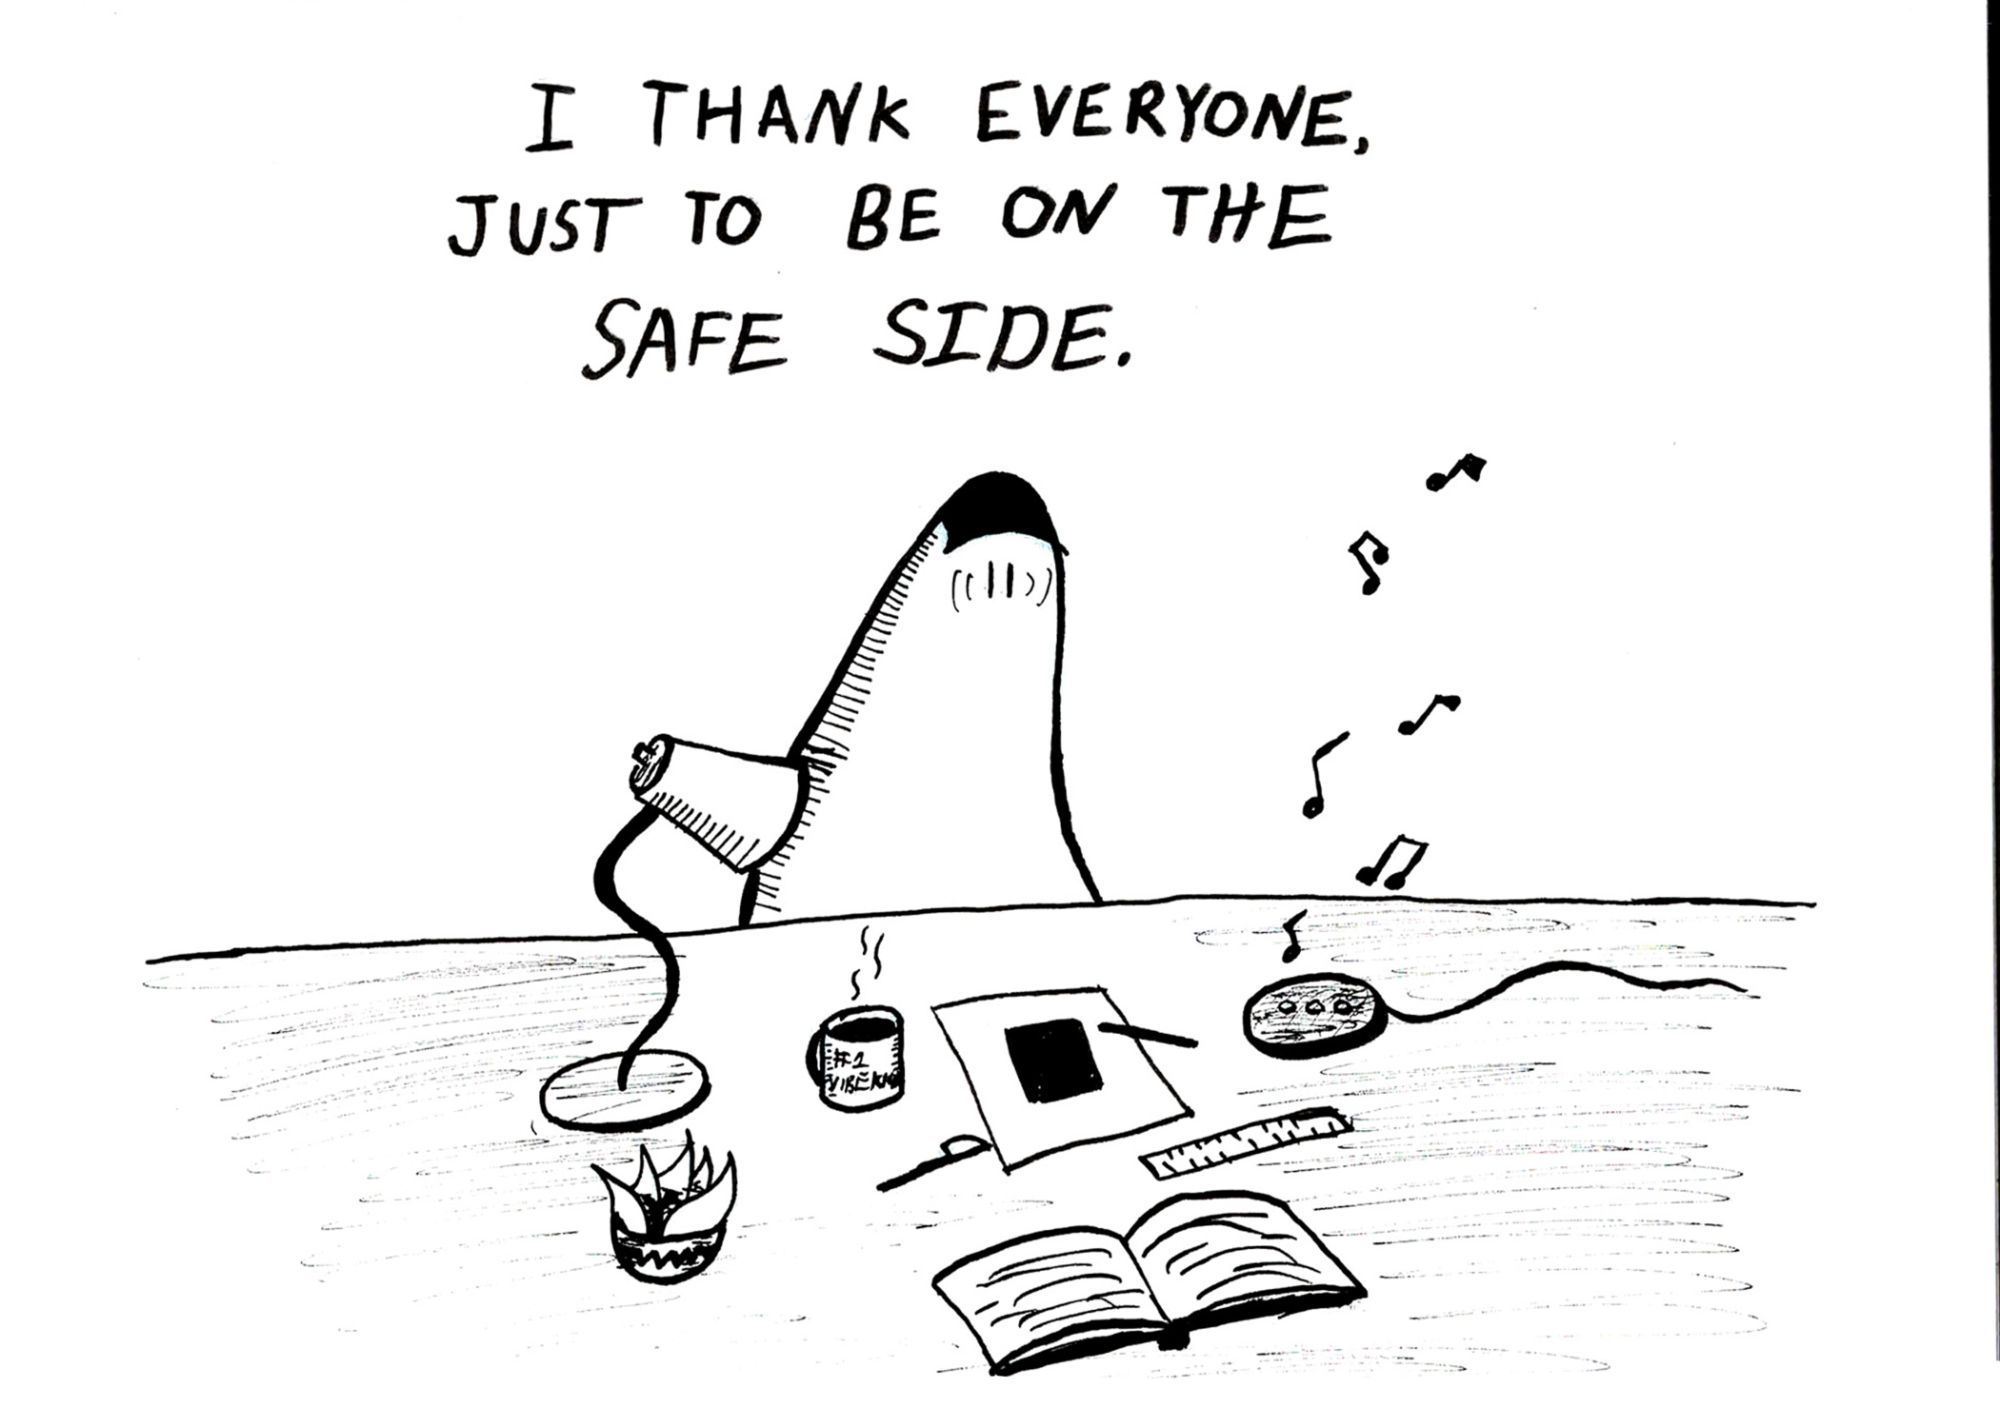 I THANK EVERYONE,
JUST TO BE ON THE
SAFE SIDE.
#1